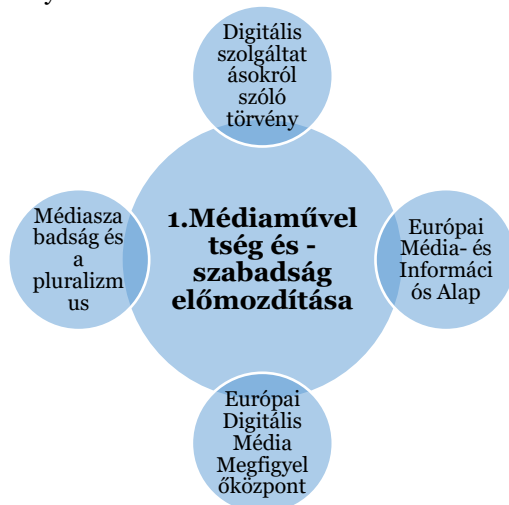 Digitális
szolgáltat
ásokról
szóló
törvény
Médiasza
badság és
a
pluralizm
us
1.Médiaművel
tség és -
szabadság
előmozdítása
Európai
Média- és
Informáci
ós Alap
Európai
Digitális
Média
Megfigyel
őközpont